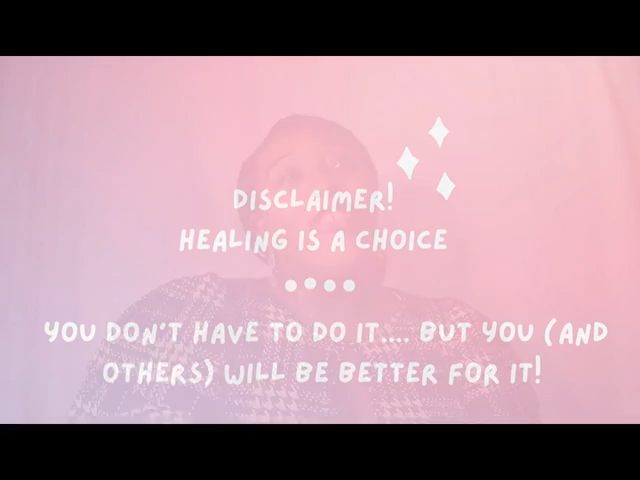 DISCLAIMER!
HEALING IS A CHOICE
YOU DON'T HAVE TO DO IT.... BUT YOU (AND
OTHERS) WILL BE BETTER FOR IT!